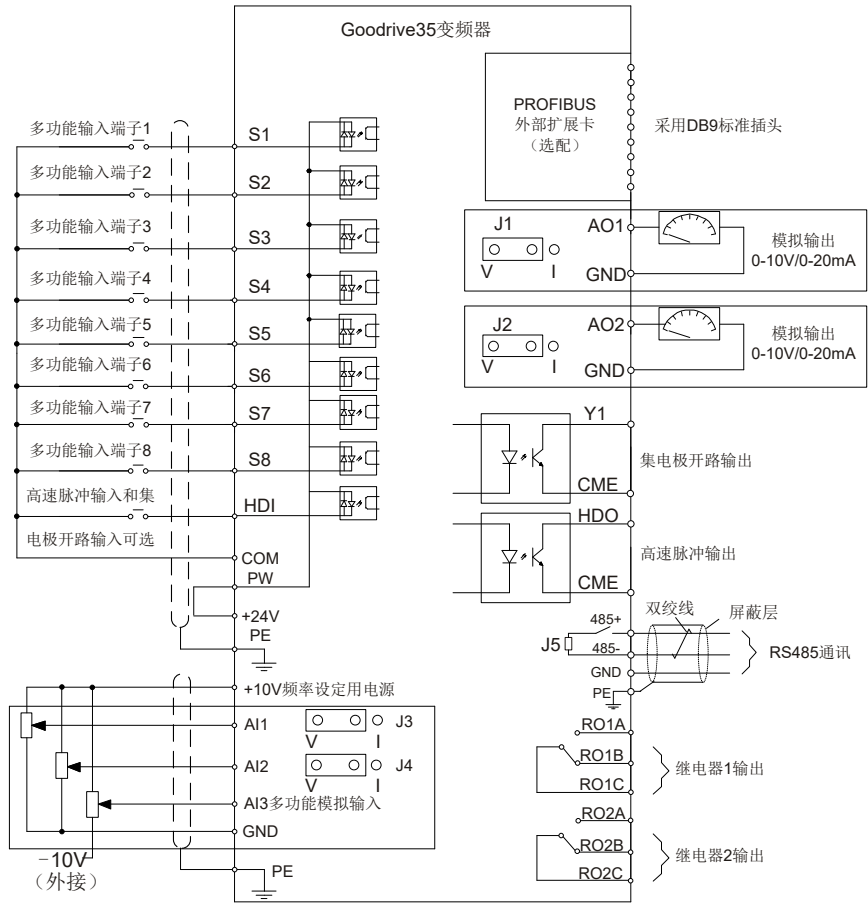 Goodrive35变频器
多功能输入端子1
S1
多功能输入端子2
S2
多功能输入端子3
S3
多功能输入端子4
S4
多功能输入端子5
S5
多功能输入端子6
S6
多功能输入端子7
S7
多功能输入端子8
S8
高速脉冲输入和集
HDI
电极开路输入可选
COM
PW
+24V
PE
+10V频率设定用电源
AI1
J3
V
I
AI2
J4
V
I
AI3多功能模拟输入
GND
-10V
(外接)
PE
PROFIBUS
外部扩展卡
(选配)
采用DB9标准插头
J1
V
I
AO1
GND
模拟输出
0-10V/0-20mA
J2
V
I
AO2
GND
模拟输出
0-10V/0-20mA
Y1
集电极开路输出
CME
HDO
高速脉冲输出
CME
双绞线
屏蔽层
485+
J5
485-
RS485通讯
GND
PE
RO1A
RO1B
继电器1输出
RO1C
RO2A
RO2B
继电器2输出
RO2C